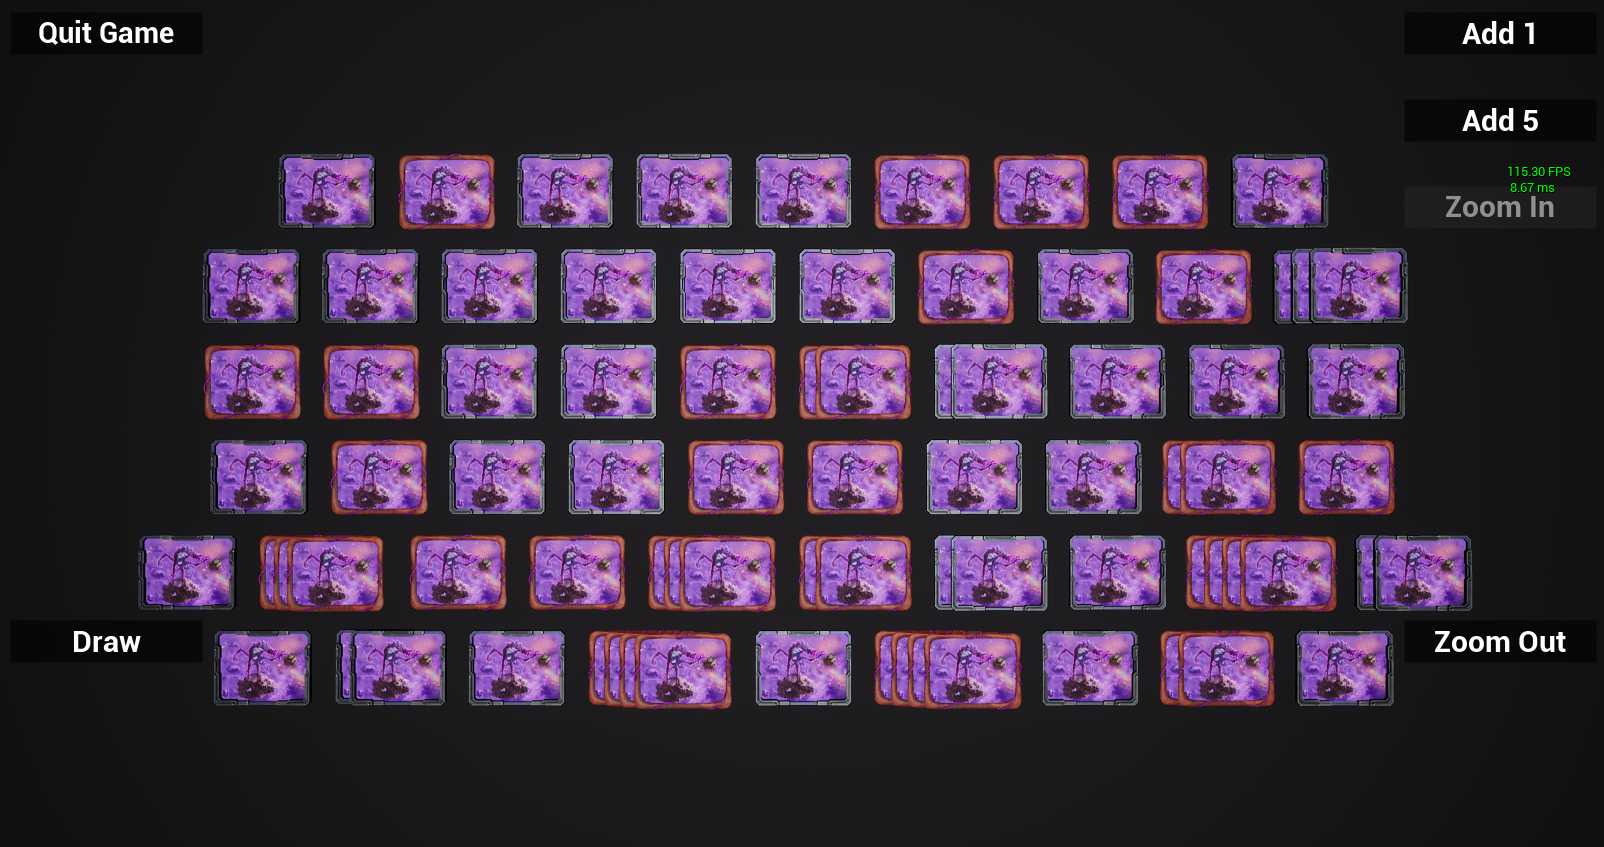 Quit Game
Add 1
Add 5
115.30 FPS
8.67 ms
Zoom In
Draw
Zoom Out